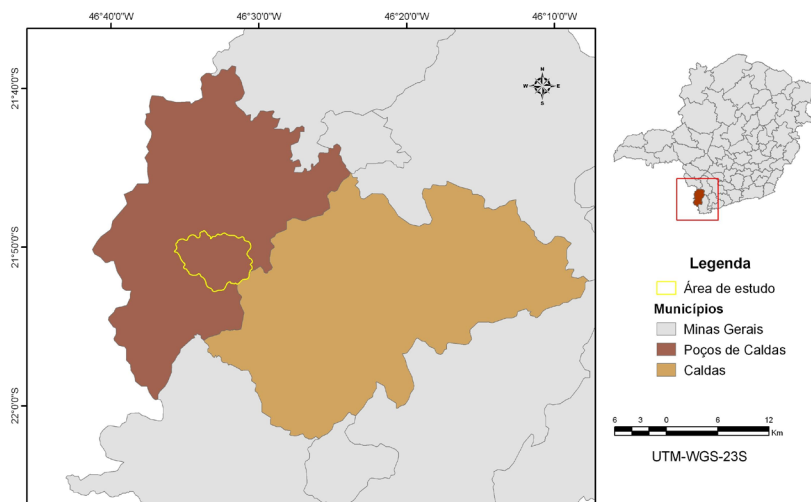 46°40'0"W 46°30'0"W 46°20'0"W 46°10'0"W
21°40'0"S
21°50'0"S
22°0'0"S
N
W E
S
Legenda
Área de estudo
Municípios
Minas Gerais
Poços de Caldas
Caldas
6 3 0 6 12
Km
UTM-WGS-23S